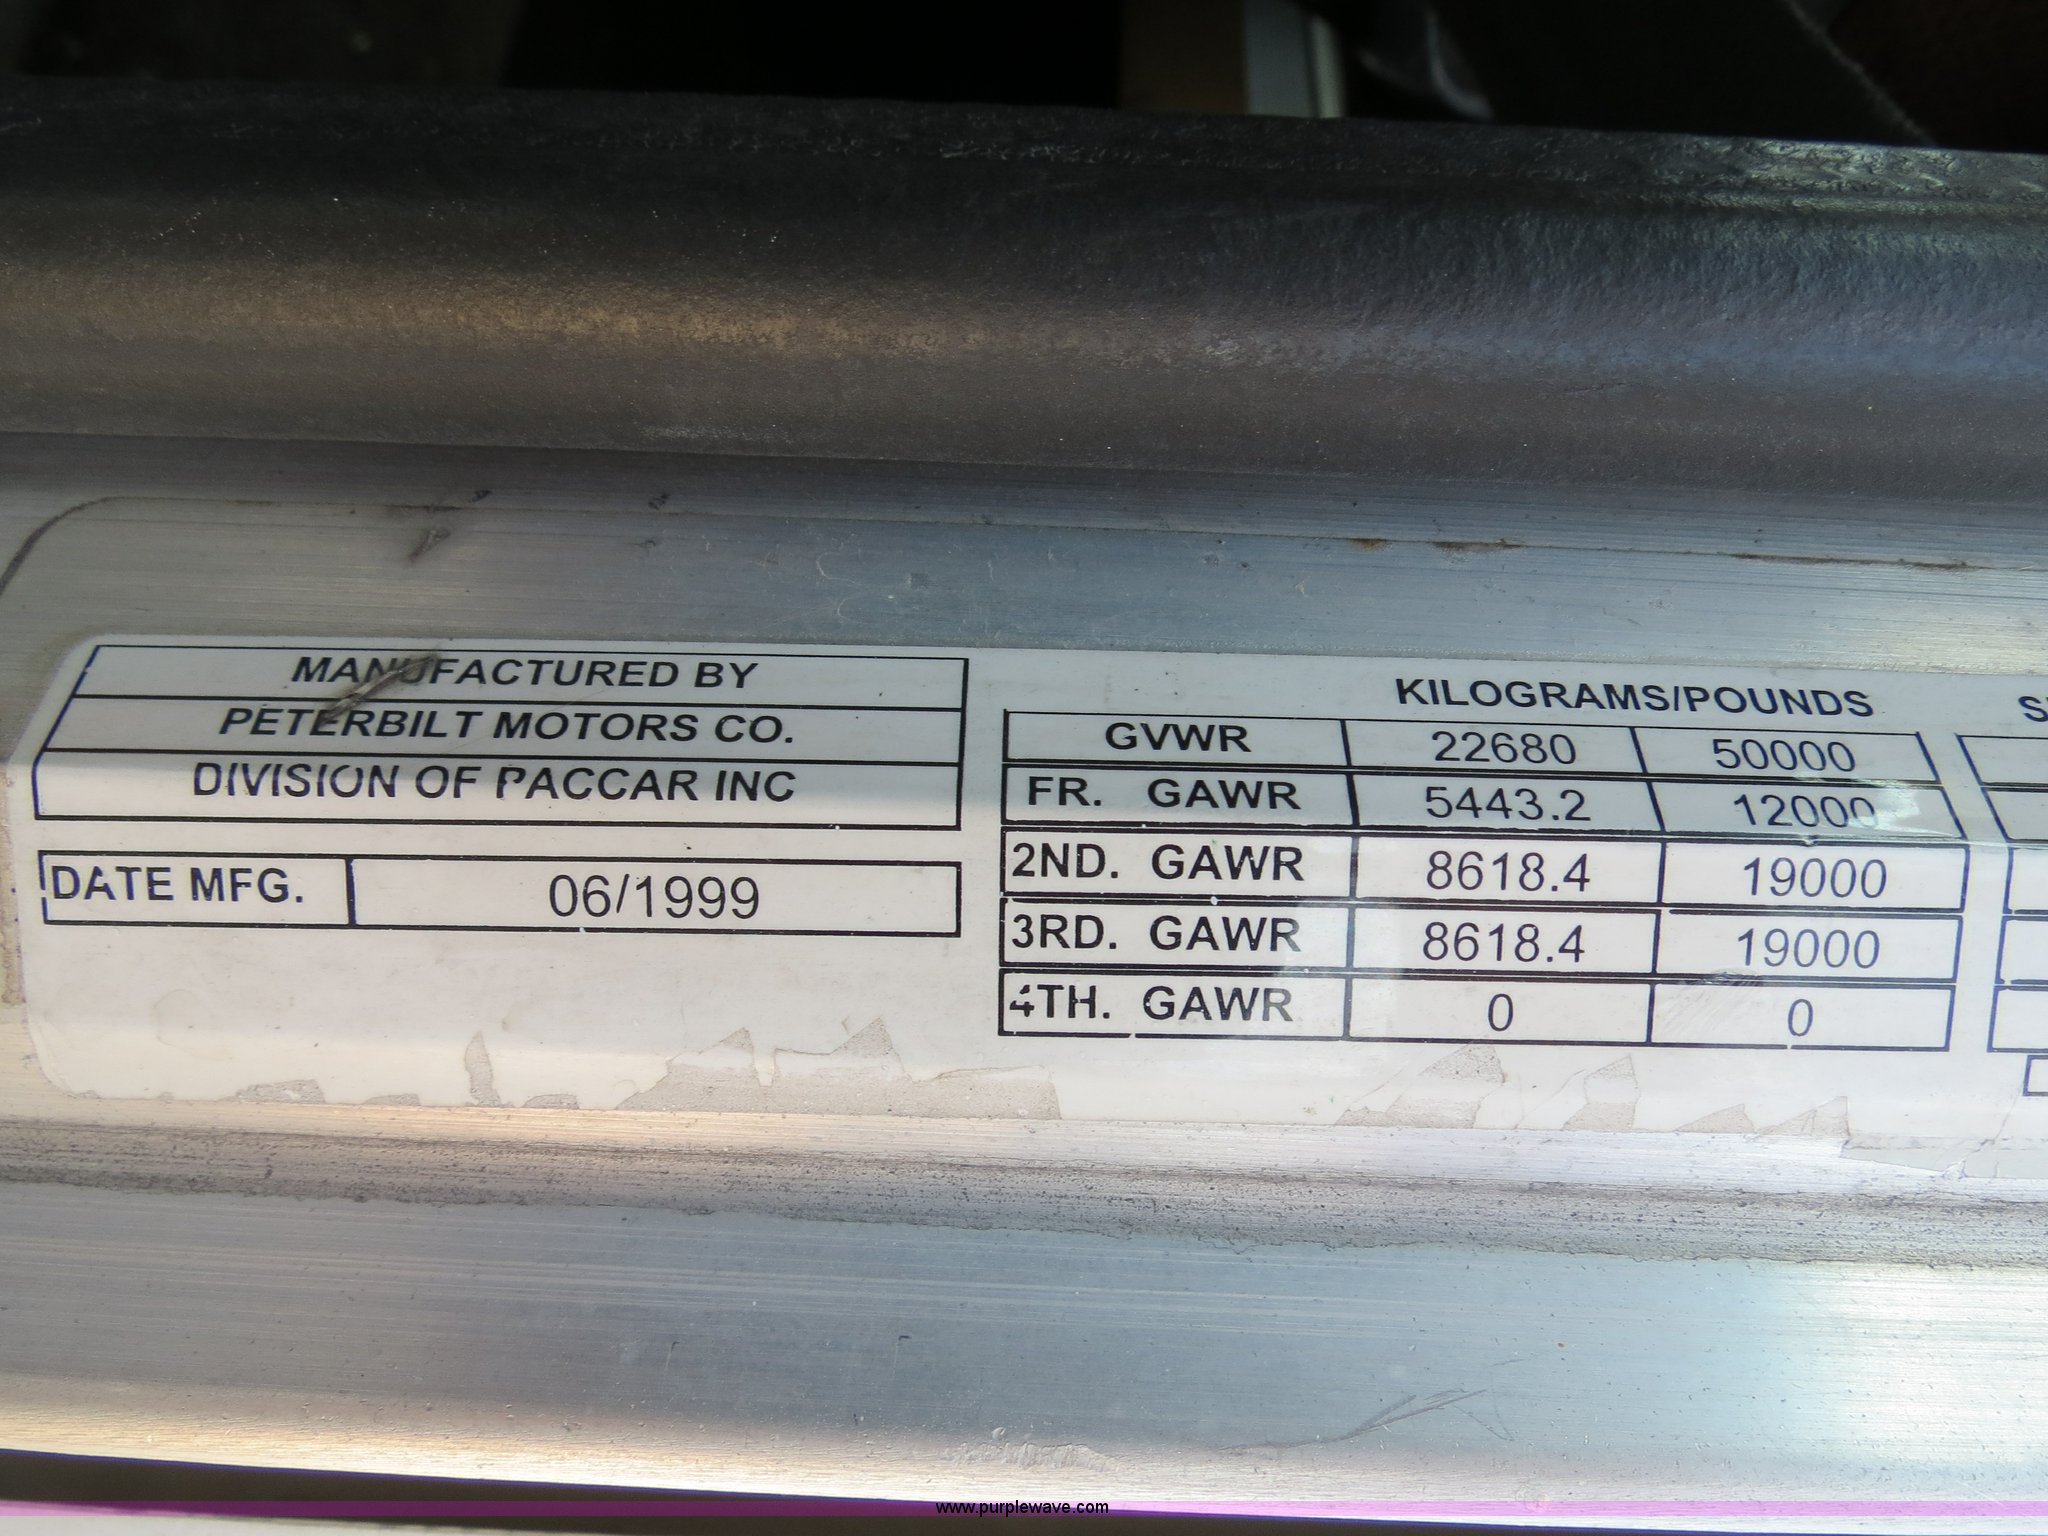 MANUFACTURED BY
PETERBILT MOTORS CO.
DIVISION OF PACCAR INC
DATE MFG. 06/1999
KILOGRAMS/POUNDS
GVWR 22680 50000
FR. GAWR 5443.2 12000
2ND. GAWR 8618.4 19000
3RD. GAWR 8618.4 19000
4TH. GAWR 0 0
www.purplewave.com